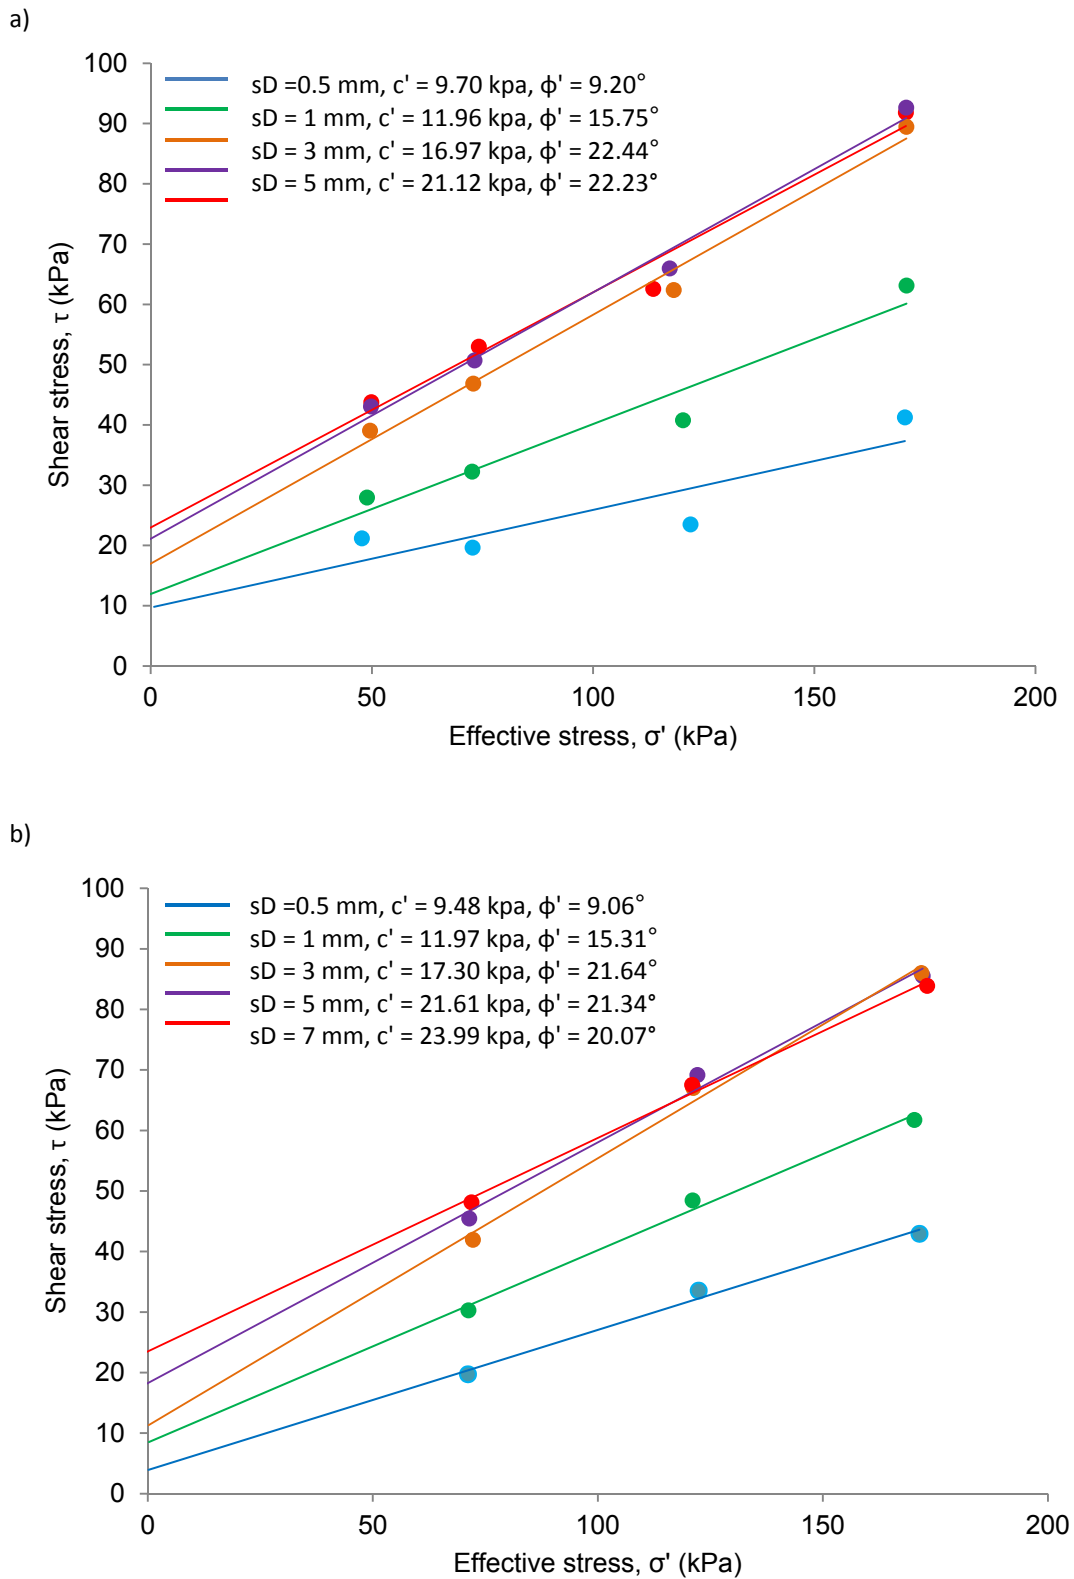 a)
100
90
80
70
60
50
40
30
20
10
0
Shear stress, τ (kPa)
sD =0.5 mm, c' = 9.70 kpa, ϕ' = 9.20°
sD = 1 mm, c' = 11.96 kpa, ϕ' = 15.75°
sD = 3 mm, c' = 16.97 kpa, ϕ' = 22.44°
sD = 5 mm, c' = 21.12 kpa, ϕ' = 22.23°
0 50 100 150 200
Effective stress, σ' (kPa)
b)
100
90
80
70
60
50
40
30
20
10
0
Shear stress, τ (kPa)
sD =0.5 mm, c' = 9.48 kpa, ϕ' = 9.06°
sD = 1 mm, c' = 11.97 kpa, ϕ' = 15.31°
sD = 3 mm, c' = 17.30 kpa, ϕ' = 21.64°
sD = 5 mm, c' = 21.61 kpa, ϕ' = 21.34°
sD = 7 mm, c' = 23.99 kpa, ϕ' = 20.07°
0 50 100 150 200
Effective stress, σ' (kPa)